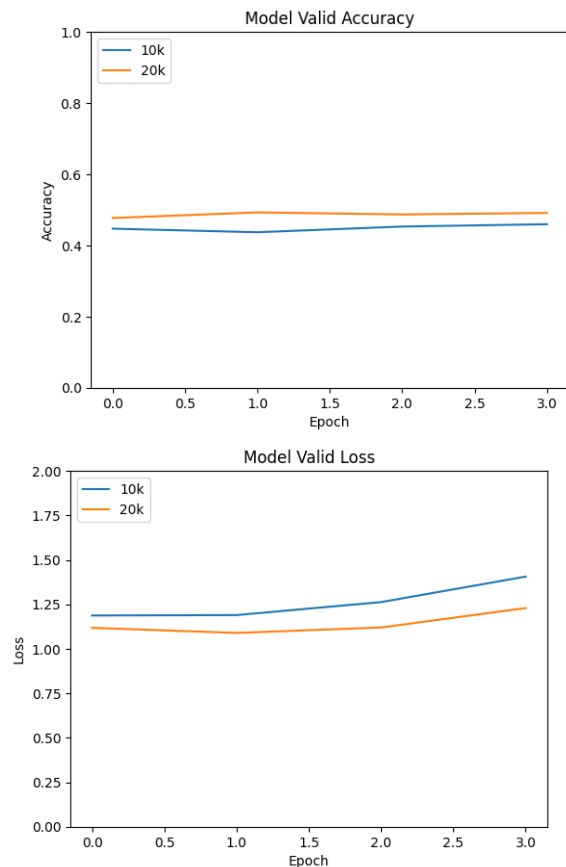 Model Valid Accuracy
1.0
10k
20k
0.8
0.6
Accuracy
0.4
0.2
0.0
0.0 0.5 1.0 1.5 2.0 2.5 3.0
Epoch
Model Valid Loss
2.00
10k
20k
1.75
1.50
1.25
Loss
1.00
0.75
0.50
0.25
0.00
0.0 0.5 1.0 1.5 2.0 2.5 3.0
Epoch